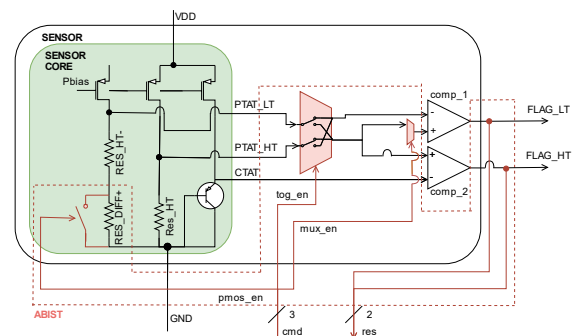 VDD
SENSOR
SENSOR
CORE
Pbias
comp_1
PTAT_LT
FLAG_LT
RES_HT-
PTAT_HT
FLAG_HT
CTAT
RES_DIFF+
Res_HT
tog_en
comp_2
mux_en
pmos_en
ABIST
GND
3
2
cmd
res